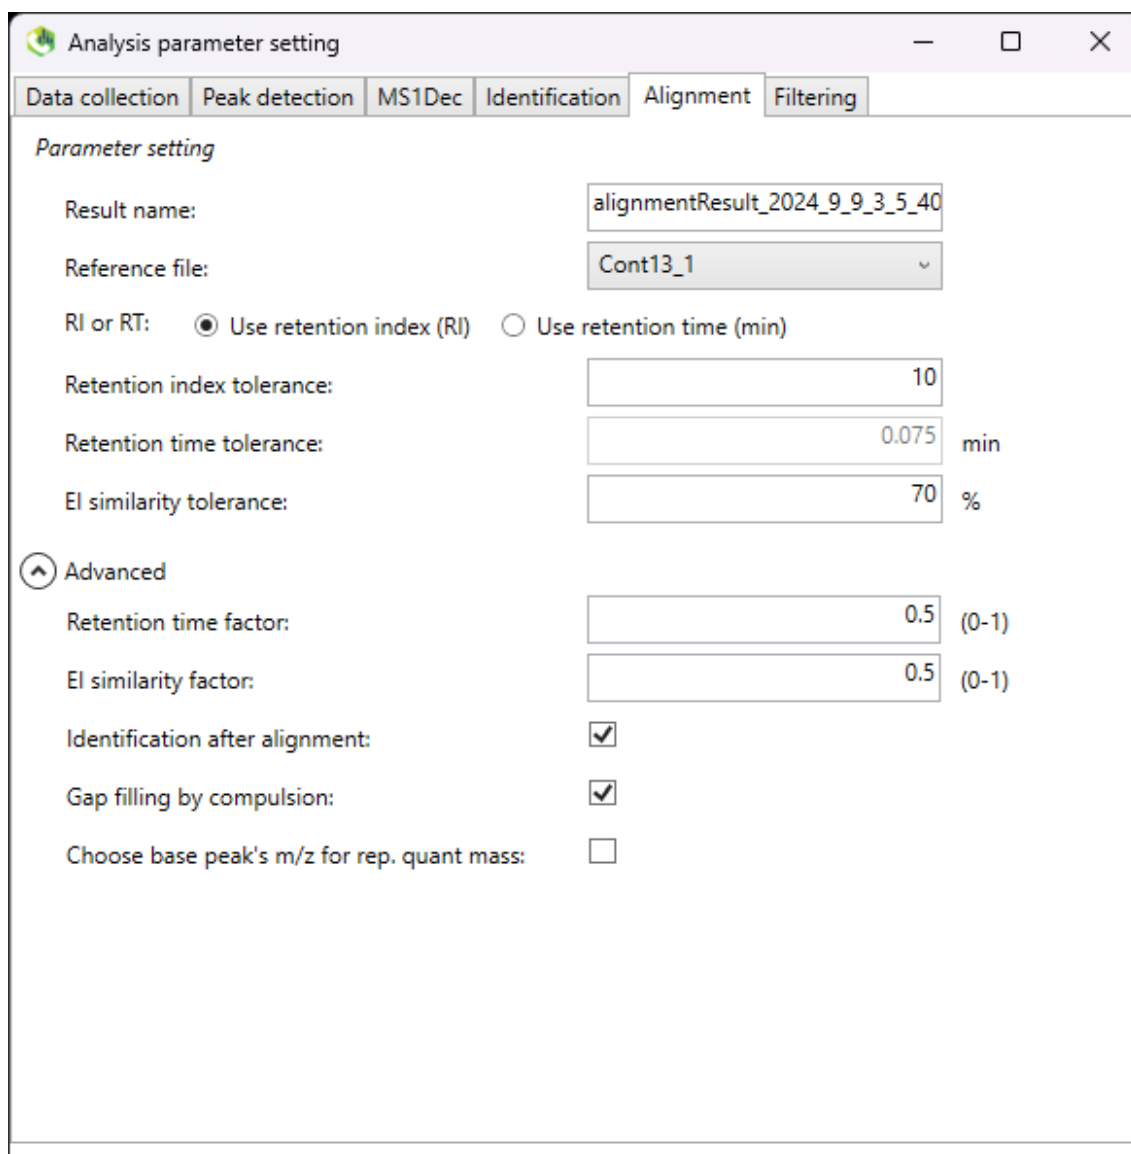 Analysis parameter setting
Data collection Peak detection MS1Dec Identification Alignment Filtering
Parameter setting
Result name: alignmentResult_2024_9_9_3_5_40
Reference file: Cont13_1
RI or RT: Use retention index (RI) Use retention time (min)
Retention index tolerance: 10
Retention time tolerance: 0.075 min
EI similarity tolerance: 70 %
Advanced
Retention time factor: 0.5 (0-1)
EI similarity factor: 0.5 (0-1)
Identification after alignment:
Gap filling by compulsion:
Choose base peak's m/z for rep. quant mass: